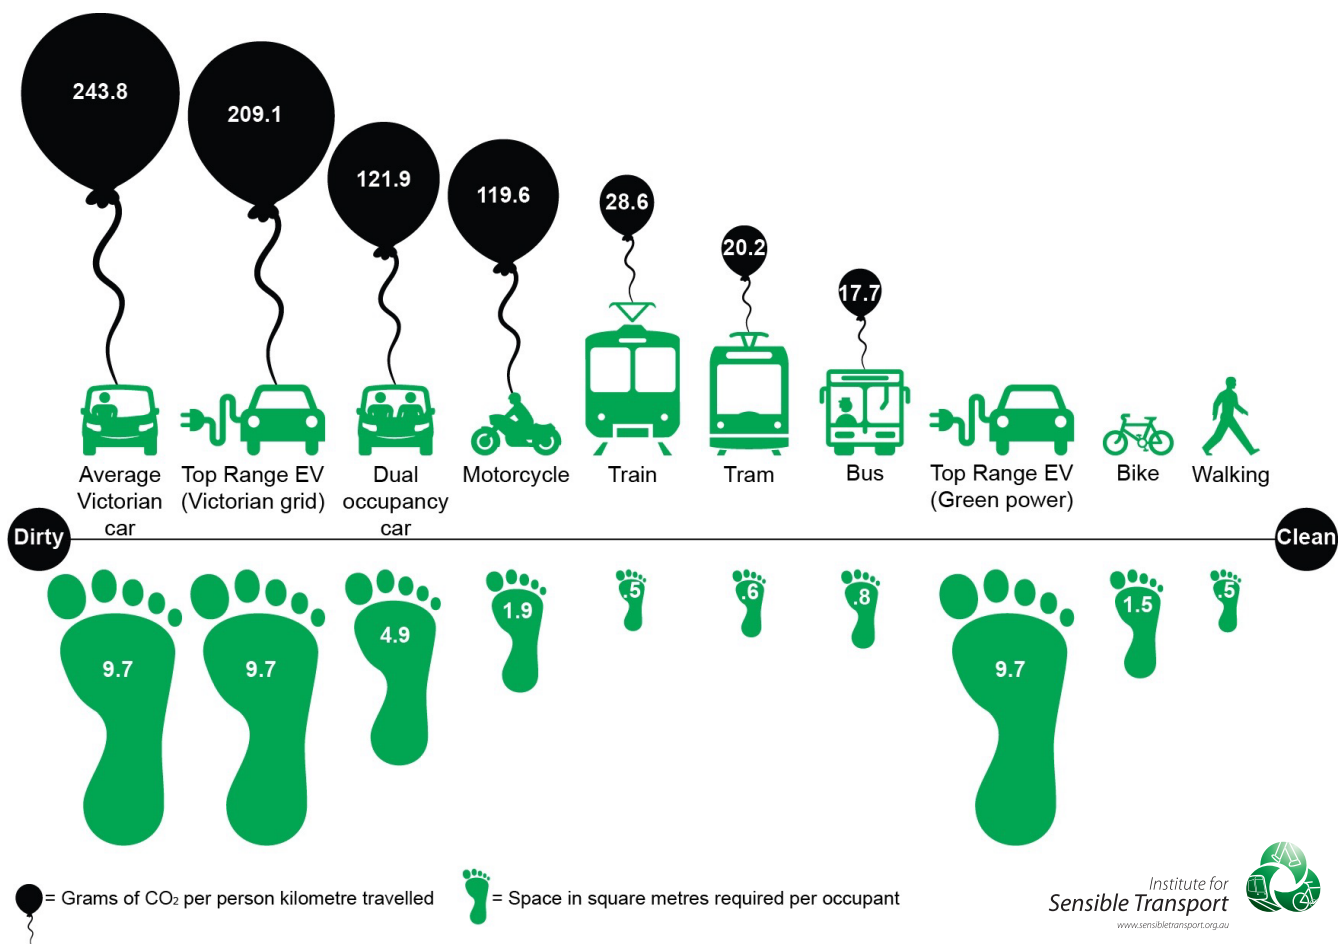 243.8
209.1
121.9
119.6
28.6
20.2
17.7
Average
Victorian
car
Top Range EV
(Victorian grid)
Dual
occupancy
car
Motorcycle
Train
Tram
Bus
Top Range EV
(Green power)
Bike
Walking
Dirty
Clean
9.7
9.7
4.9
1.9
.5
.6
.8
9.7
1.5
.5
= Grams of CO₂ per person kilometre travelled
= Space in square metres required per occupant
Institute for
Sensible Transport
www.sensibletransport.org.au